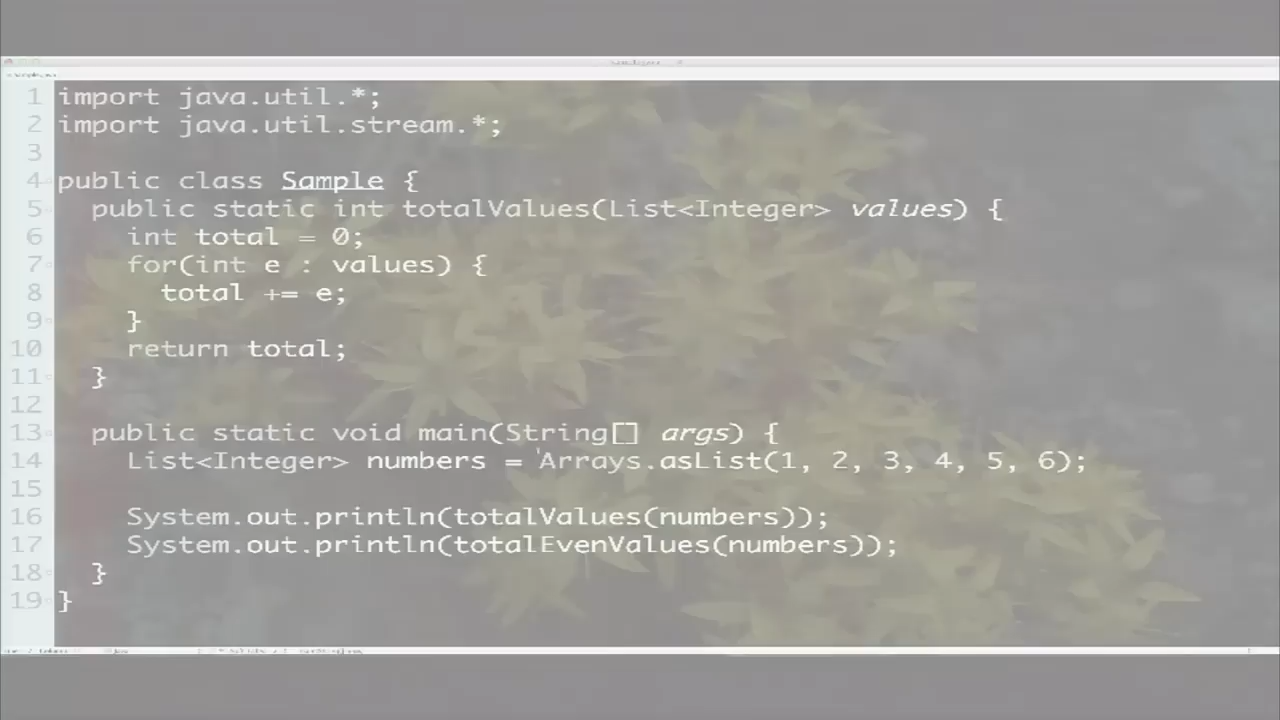 1 import java.util.*;
2 import java.util.stream.*;
3
4 public class Sample {
5 public static int totalValues(List<Integer> values) {
6 int total = 0;
7 for(int e : values) {
8 total += e;
9 }
10 return total;
11 }
12
13 public static void main(String[] args) {
14 List<Integer> numbers = Arrays.asList(1, 2, 3, 4, 5, 6);
15
16 System.out.println(totalValues(numbers));
17 System.out.println(totalEvenValues(numbers));
18 }
19 }